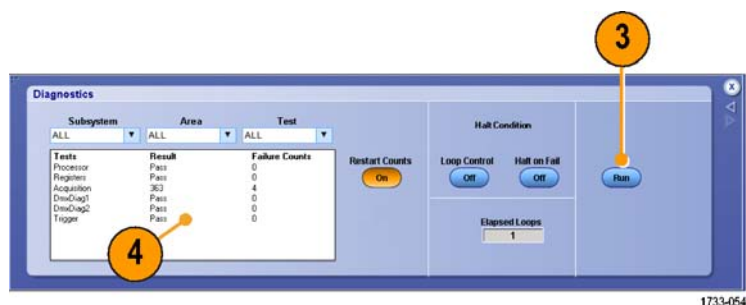 3
Diagnostics
X
Subsystem Area Test
ALL ALL ALL
Halt Condition
Tests Result Failure Counts
Processor Pass 0
Registers Pass 0
Acquisition 363 4
DmxDiag1 Pass 0
DmxDiag2 Pass 0
Trigger Pass 0
Restart Counts
On
Loop Control Halt on Fail
Off Off
Run
Elapsed Loops
1
4
1733-054